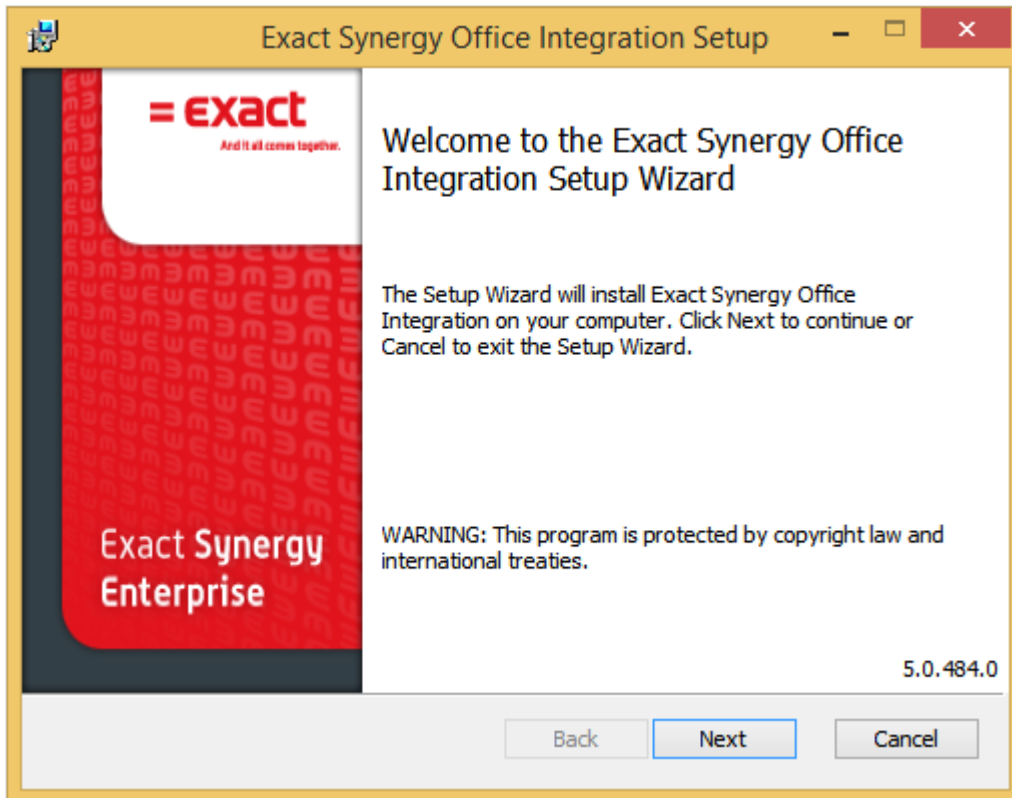 Exact Synergy Office Integration Setup
= exact
And it all comes together.
Welcome to the Exact Synergy Office
Integration Setup Wizard
The Setup Wizard will install Exact Synergy Office
Integration on your computer. Click Next to continue or
Cancel to exit the Setup Wizard.
Exact Synergy
Enterprise
WARNING: This program is protected by copyright law and
international treaties.
5.0.484.0
Back
Next
Cancel